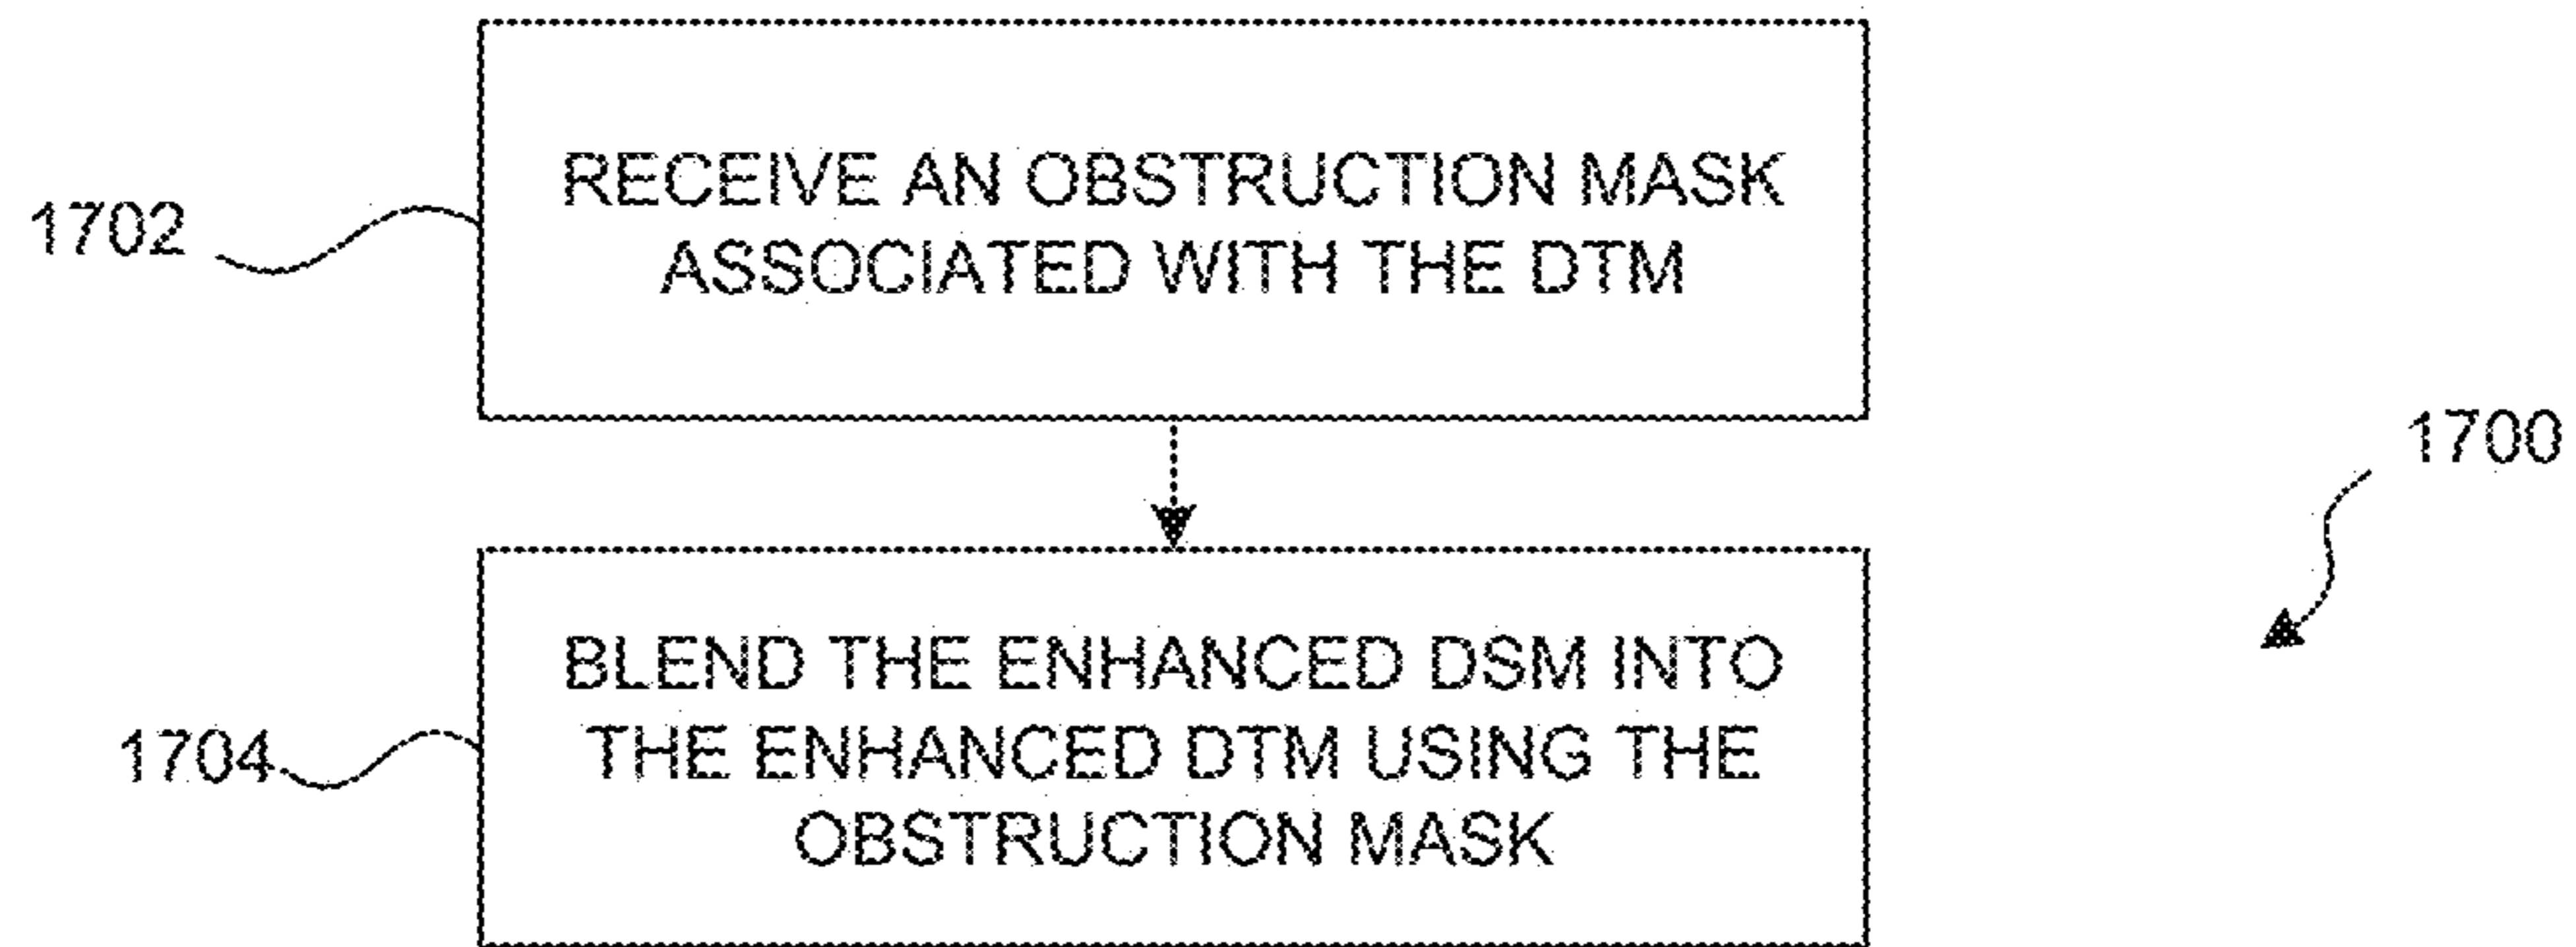 RECEIVE AN OBSTRUCTION MASK
ASSOCIATED WITH THE DTM
1702
1700
BLEND THE ENHANCED DSM INTO
THE ENHANCED DTM USING THE
OBSTRUCTION MASK
1704